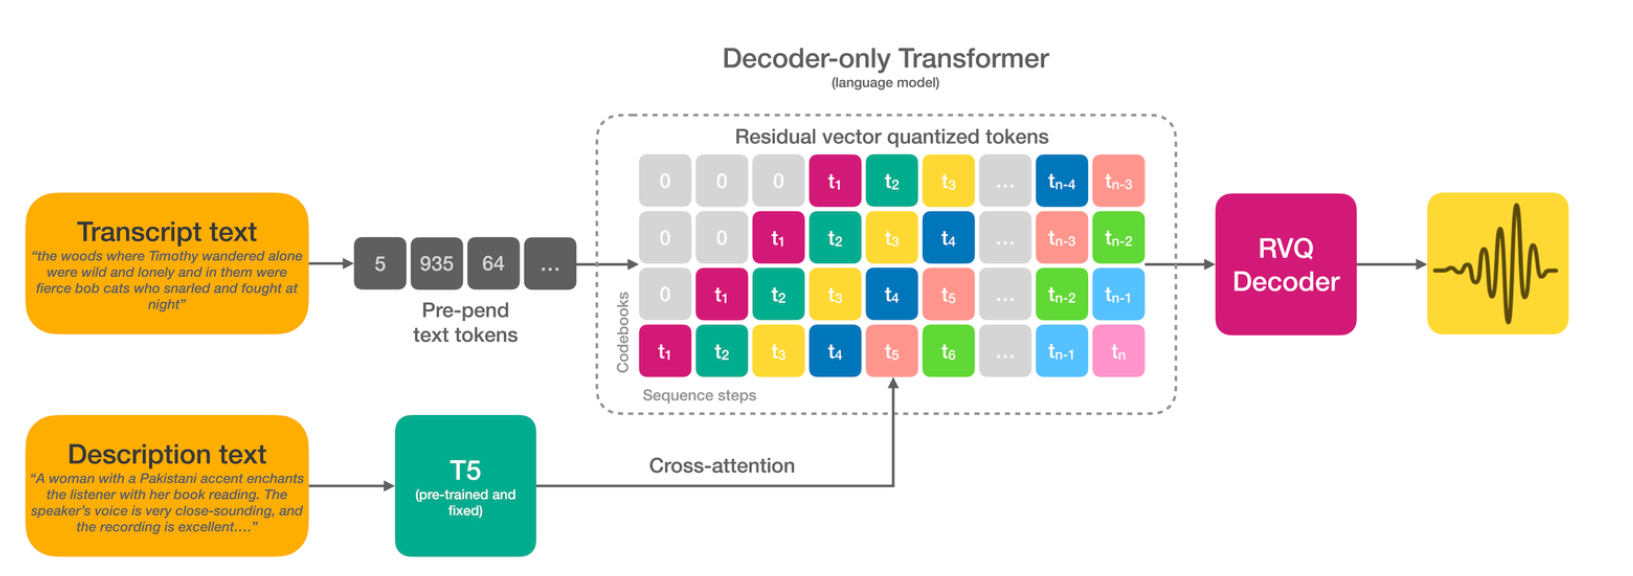 Decoder-only Transformer
(language model)
Residual vector quantized tokens
0 0 0 t1 t2 t3 ... tn-4 tn-3
0 0 t1 t2 t3 t4 ... tn-3 tn-2
0 t1 t2 t3 t4 t5 ... tn-2 tn-1
t1 t2 t3 t4 t5 t6 ... tn-1 tn
Codebooks
Sequence steps
Transcript text
“the woods where Timothy wandered alone
were wild and lonely and in them were
fierce bob cats who snarled and fought at
night”
5 935 64 ...
Pre-pend
text tokens
RVQ
Decoder
Description text
“A woman with a Pakistani accent enchants
the listener with her book reading. The
speaker’s voice is very close-sounding, and
the recording is excellent....”
T5
(pre-trained and
fixed)
Cross-attention